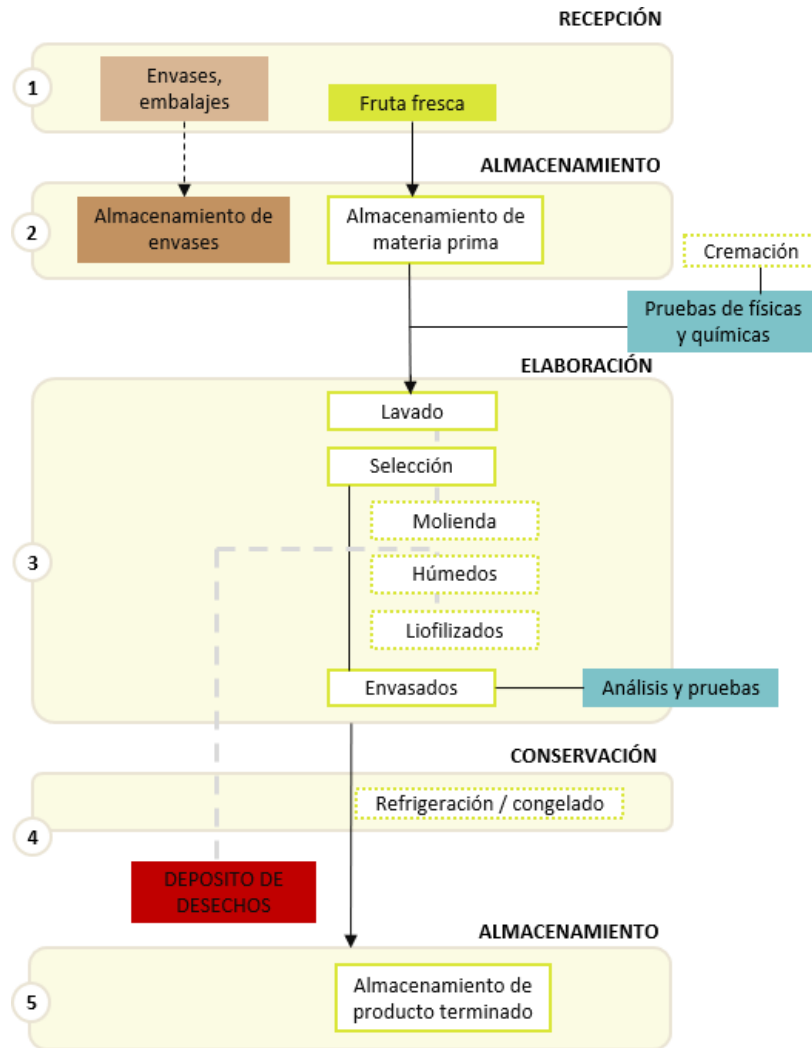 RECEPCIÓN
1
Envases,
embalajes
Fruta fresca
ALMACENAMIENTO
2
Almacenamiento de
envases
Almacenamiento de
materia prima
Cremación
Pruebas de físicas
y químicas
ELABORACIÓN
Lavado
Selección
Molienda
3
Húmedos
Liofilizados
Envasados
Análisis y pruebas
CONSERVACIÓN
Refrigeración / congelado
4
DEPOSITO DE
DESECHOS
ALMACENAMIENTO
5
Almacenamiento de
producto terminado